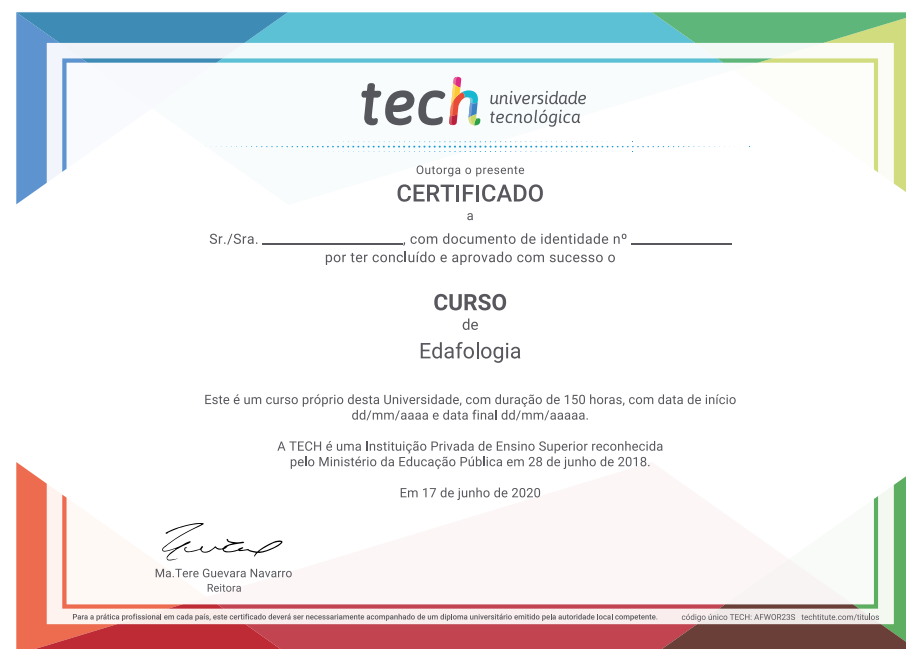 tech universidade
tecnológica
Outorga o presente
CERTIFICADO
a
Sr./Sra. ________________, com documento de identidade nº ____________
por ter concluído e aprovado com sucesso o
CURSO
de
Edafologia
Este é um curso próprio desta Universidade, com duração de 150 horas, com data de início
dd/mm/aaaa e data final dd/mm/aaaaa.
A TECH é uma Instituição Privada de Ensino Superior reconhecida
pelo Ministério da Educação Pública em 28 de junho de 2018.
Em 17 de junho de 2020
Ma.Tere Guevara Navarro
Reitora
Para a prática profissional em cada país, este certificado deverá ser necessariamente acompanhado de um diploma universitário emitido pela autoridade local competente. código único TECH: AFWOR23S techtitute.com/titulos